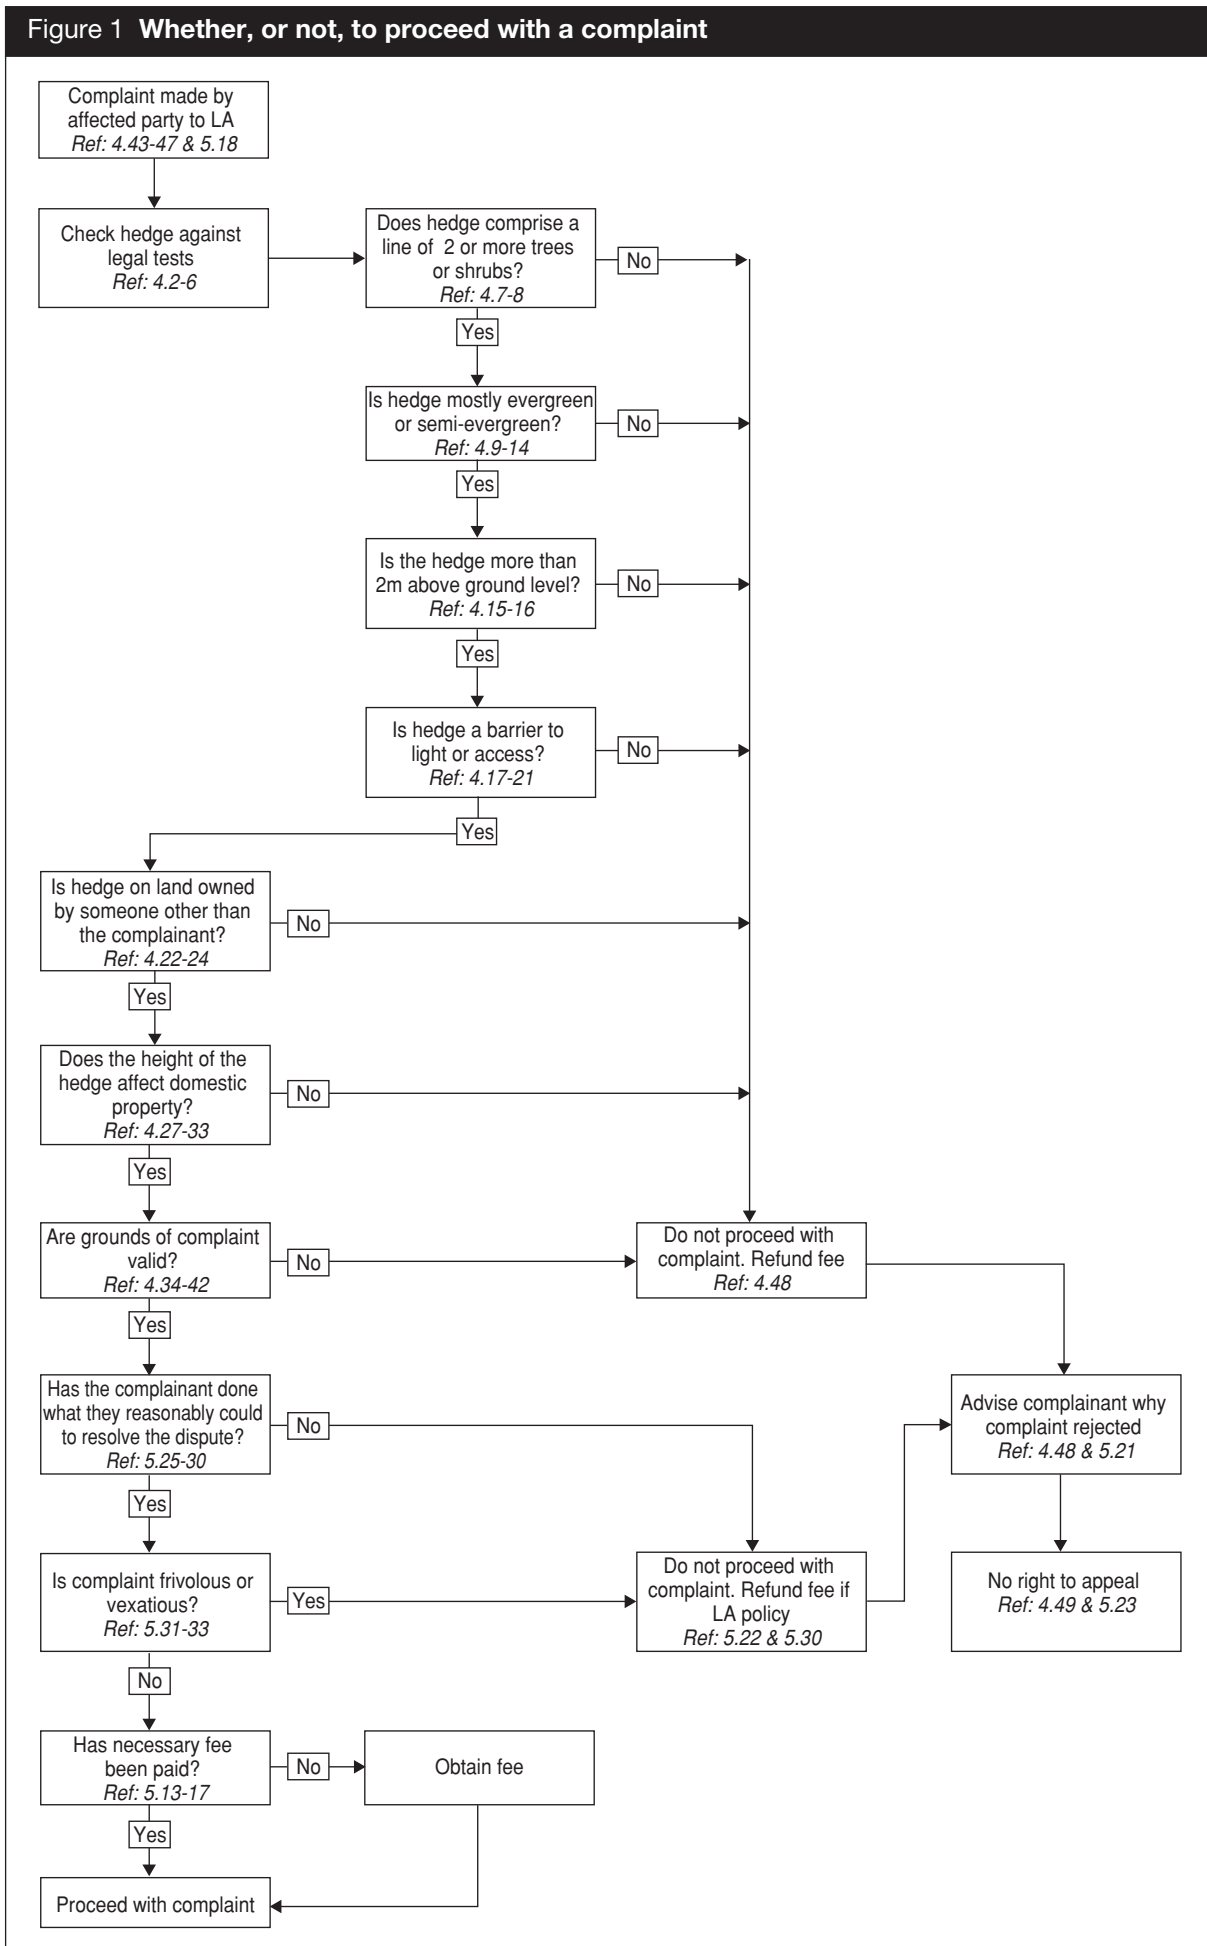 Figure 1 Whether, or not, to proceed with a complaint
Complaint made by
affected party to LA
Ref: 4.43-47 & 5.18
Check hedge against
legal tests
Ref: 4.2-6
Does hedge comprise a
line of 2 or more trees
or shrubs?
Ref: 4.7-8
No
Yes
Is hedge mostly evergreen
or semi-evergreen?
Ref: 4.9-14
No
Yes
Is the hedge more than
2m above ground level?
Ref: 4.15-16
No
Yes
Is hedge a barrier to
light or access?
Ref: 4.17-21
No
Yes
Is hedge on land owned
by someone other than
the complainant?
Ref: 4.22-24
No
Yes
Does the height of the
hedge affect domestic
property?
Ref: 4.27-33
No
Yes
Are grounds of complaint
valid?
Ref: 4.34-42
No
Do not proceed with
complaint. Refund fee
Ref: 4.48
Yes
Has the complainant done
what they reasonably could
to resolve the dispute?
Ref: 5.25-30
No
Advise complainant why
complaint rejected
Ref: 4.48 & 5.21
Yes
Is complaint frivolous or
vexatious?
Ref: 5.31-33
Yes
Do not proceed with
complaint. Refund fee if
LA policy
Ref: 5.22 & 5.30
No right to appeal
Ref: 4.49 & 5.23
No
Has necessary fee
been paid?
Ref: 5.13-17
No
Obtain fee
Yes
Proceed with complaint